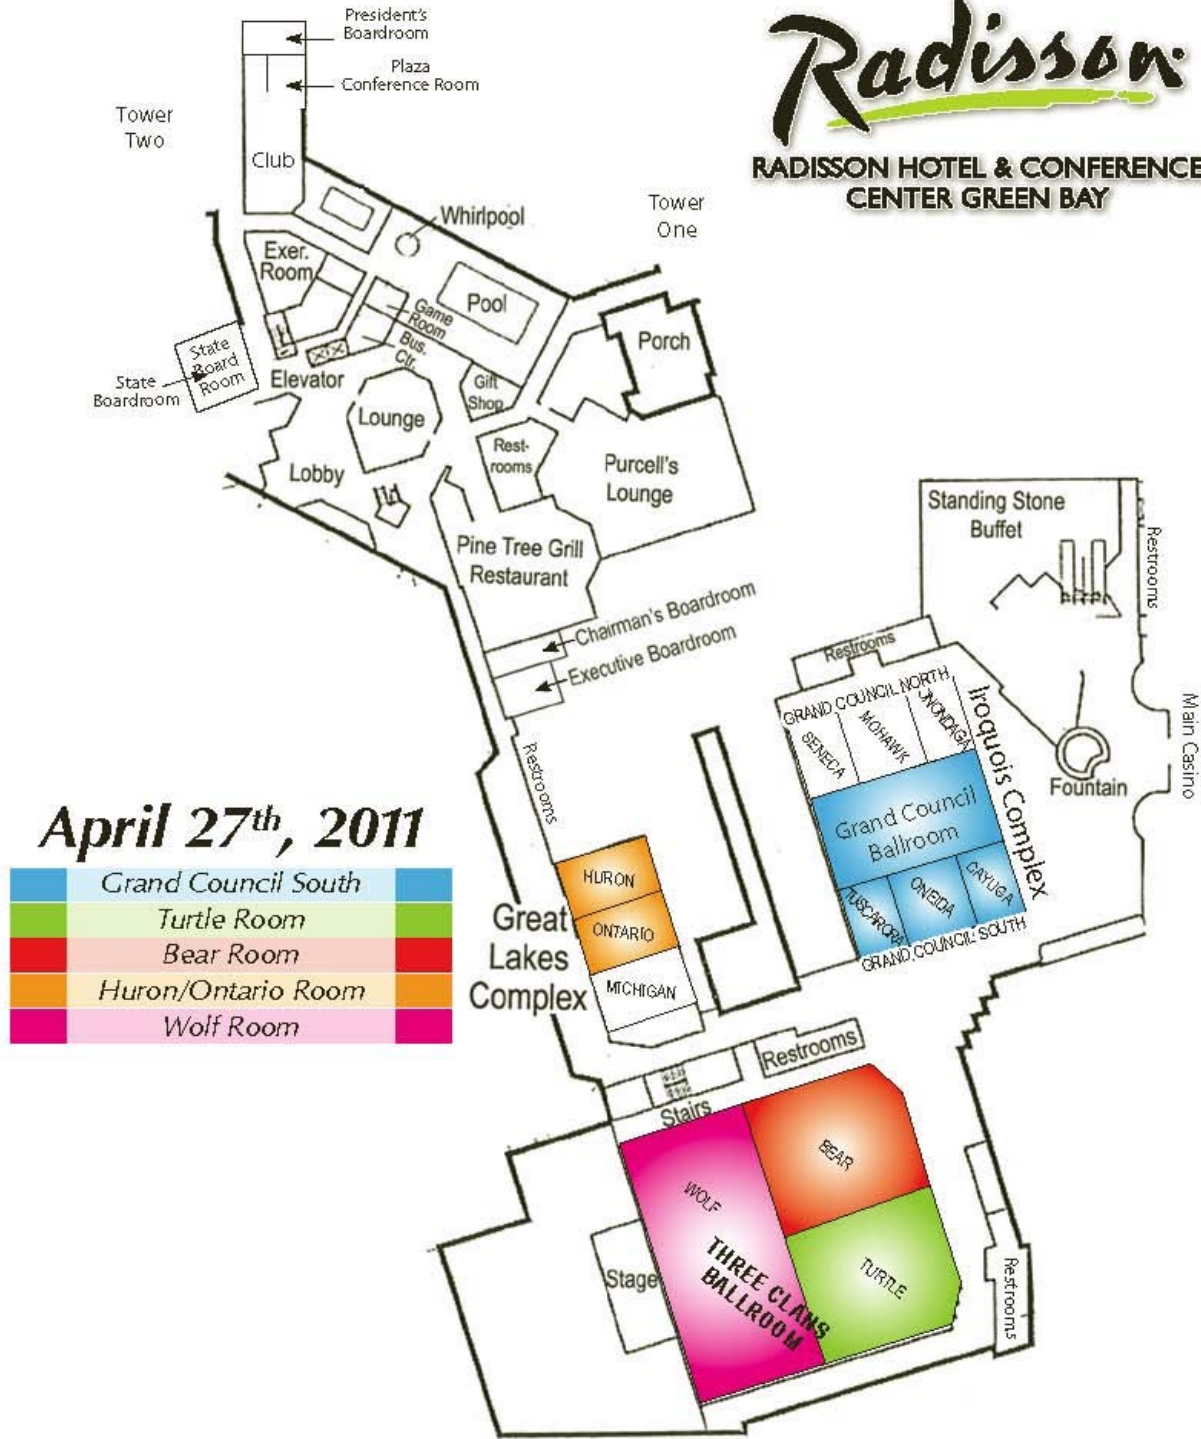 President's
Boardroom
Plaza
Conference Room
Tower
Two
Club
Radisson
RADISSON HOTEL & CONFERENCE
CENTER GREEN BAY
Whirlpool
Tower
One
Exer.
Room
Pool
Game
Room
Bus.
Ctr.
Porch
State
Board
Room
State
Boardroom
Elevator
Gift
Shop
Lounge
Rest-
rooms
Purcell's
Lounge
Lobby
Standing Stone
Buffet
Restrooms
Pine Tree Grill
Restaurant
Chairman's Boardroom
Executive Boardroom
Restrooms
GRAND COUNCIL NORTH
SENECA
MOHAWK
ONONDAGA
Iroquois Complex
Main Casino
Fountain
Restrooms
Grand Council
Ballroom
TUSCARORA
ONEIDA
CAYUGA
GRAND COUNCIL SOUTH
April 27th, 2011
Grand Council South
Turtle Room
Bear Room
Huron/Ontario Room
Wolf Room
HURON
ONTARIO
MICHIGAN
Great
Lakes
Complex
Restrooms
Stairs
BEAR
WOLF
TURTLE
THREE CLANS
BALLROOM
Stage
Restrooms